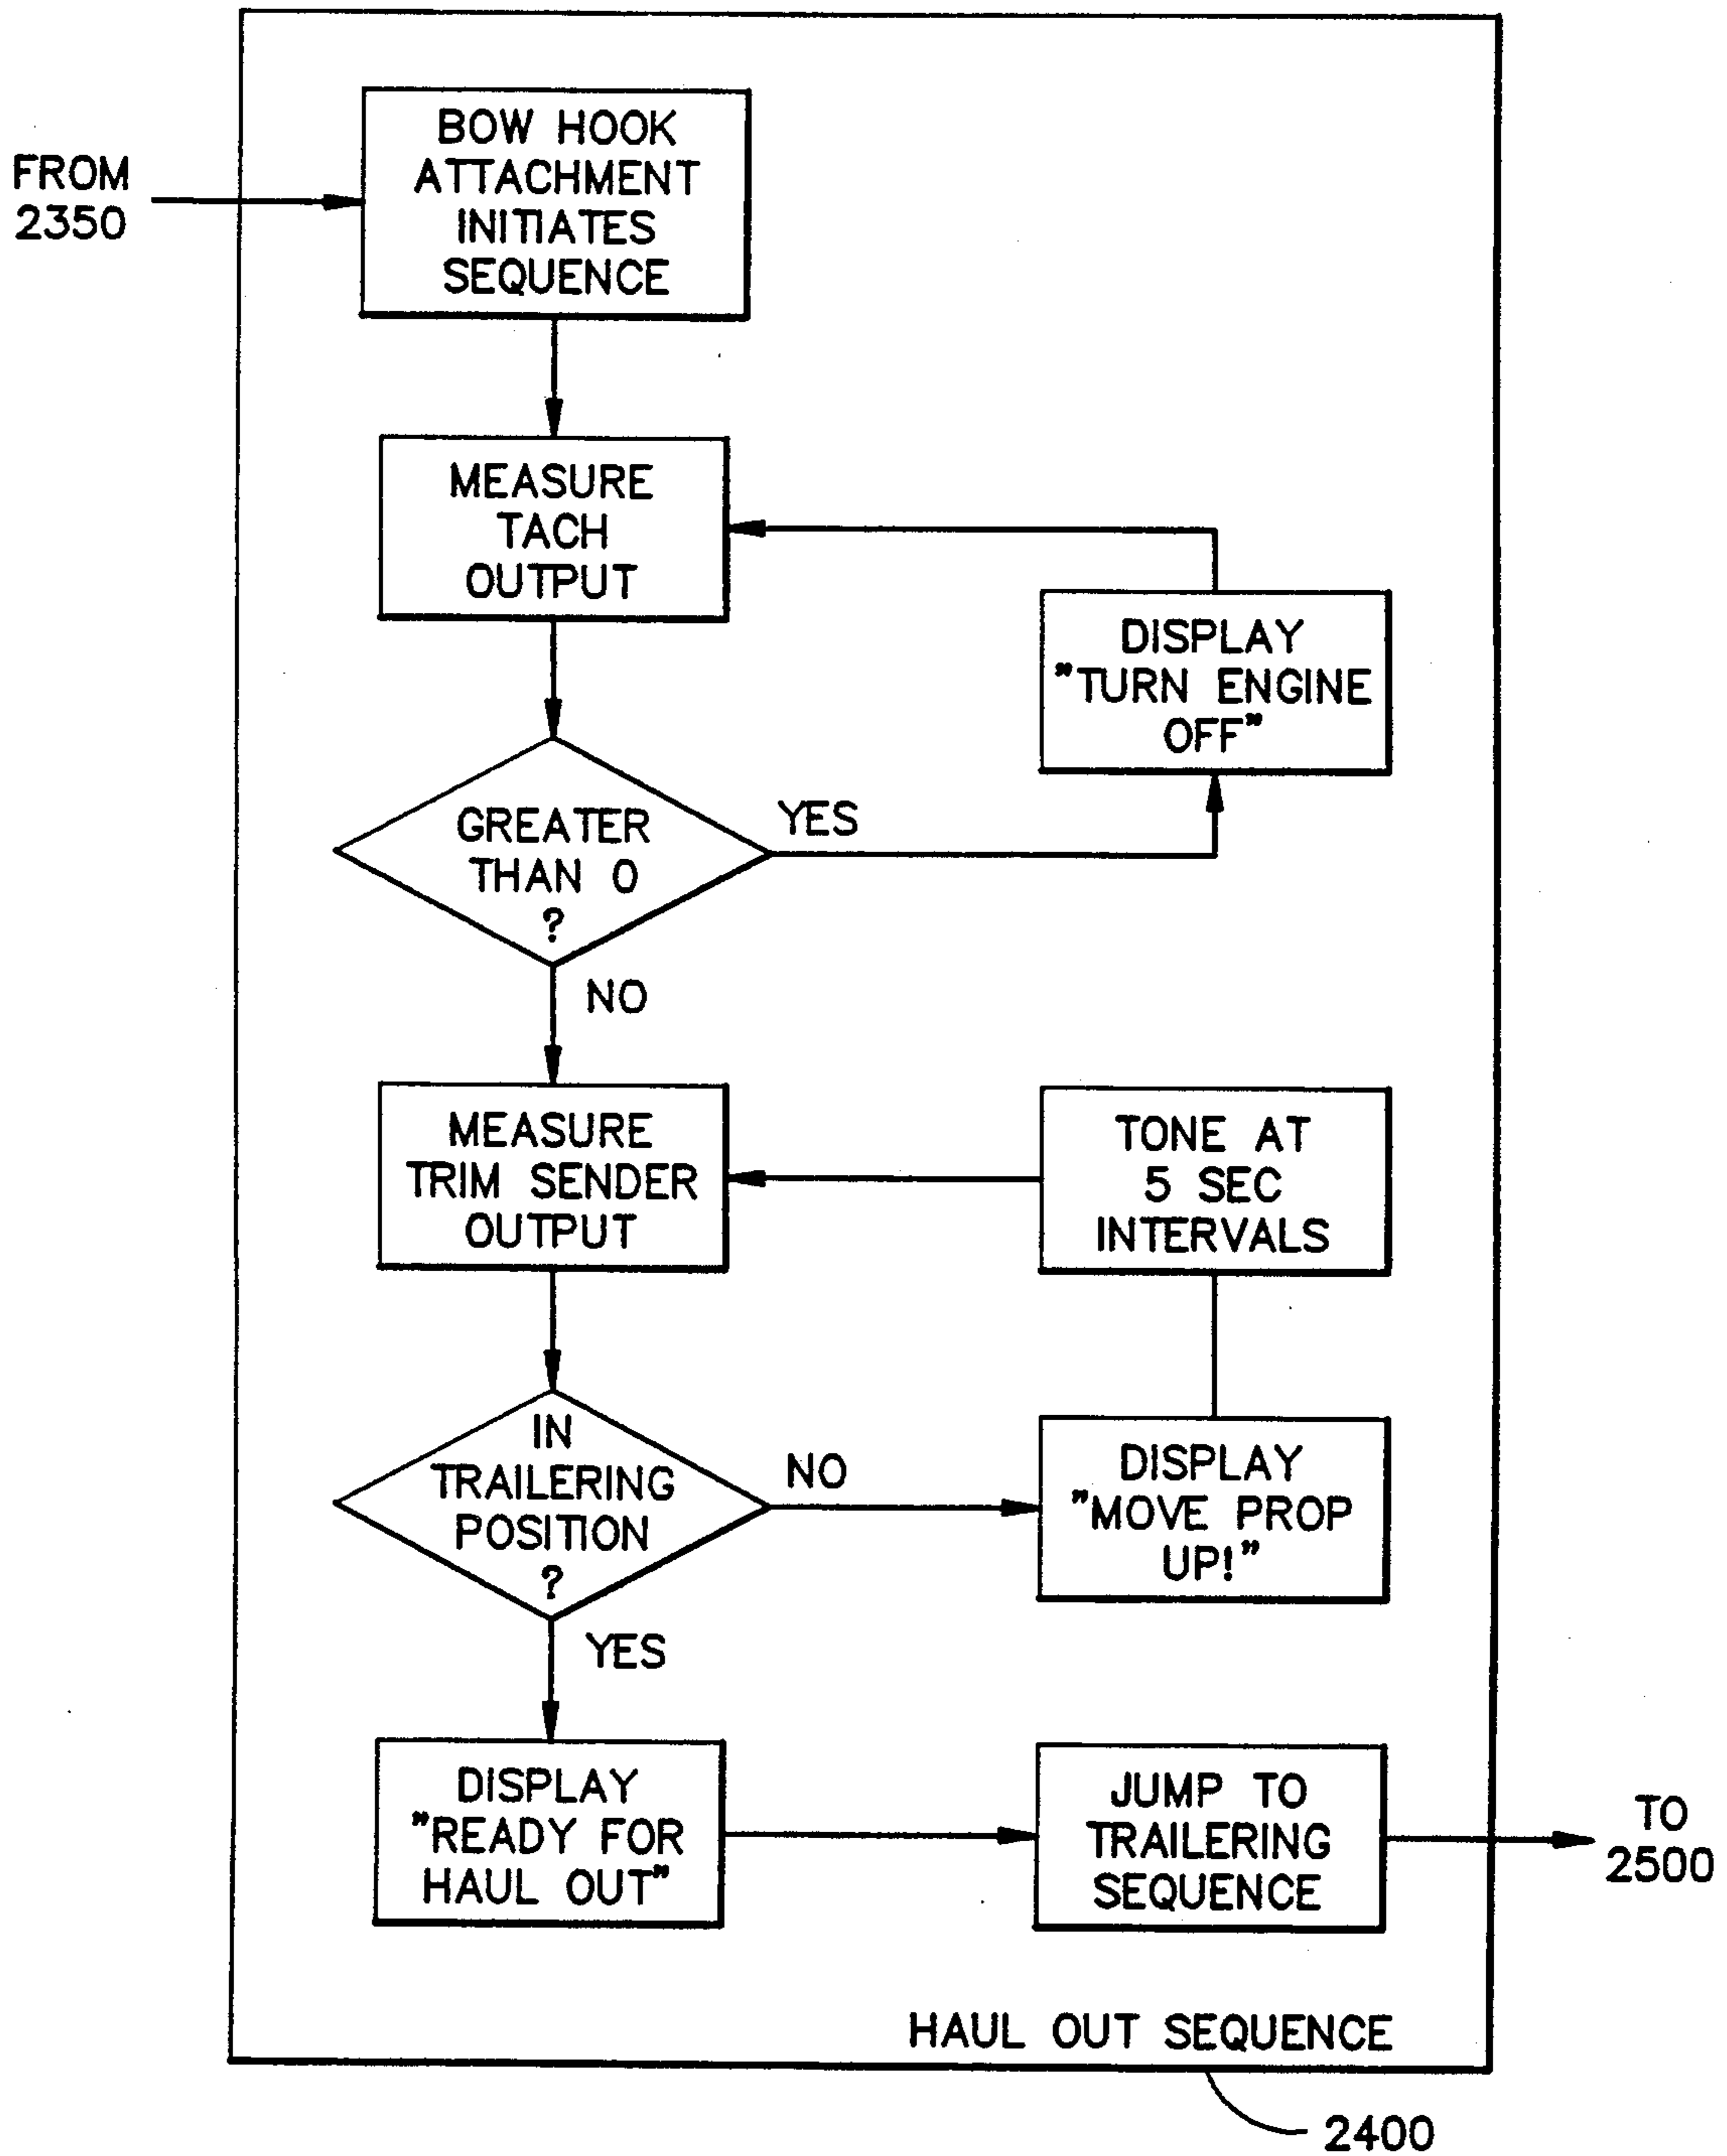 FROM
2350
BOW HOOK
ATTACHMENT
INITIATES
SEQUENCE
MEASURE
TACH
OUTPUT
DISPLAY
"TURN ENGINE
OFF"
GREATER
THAN 0
?
YES
NO
MEASURE
TRIM SENDER
OUTPUT
TONE AT
5 SEC
INTERVALS
IN
TRAILERING
POSITION
?
NO
DISPLAY
"MOVE PROP
UP!"
YES
DISPLAY
"READY FOR
HAUL OUT"
JUMP TO
TRAILERING
SEQUENCE
TO
2500
HAUL OUT SEQUENCE
2400